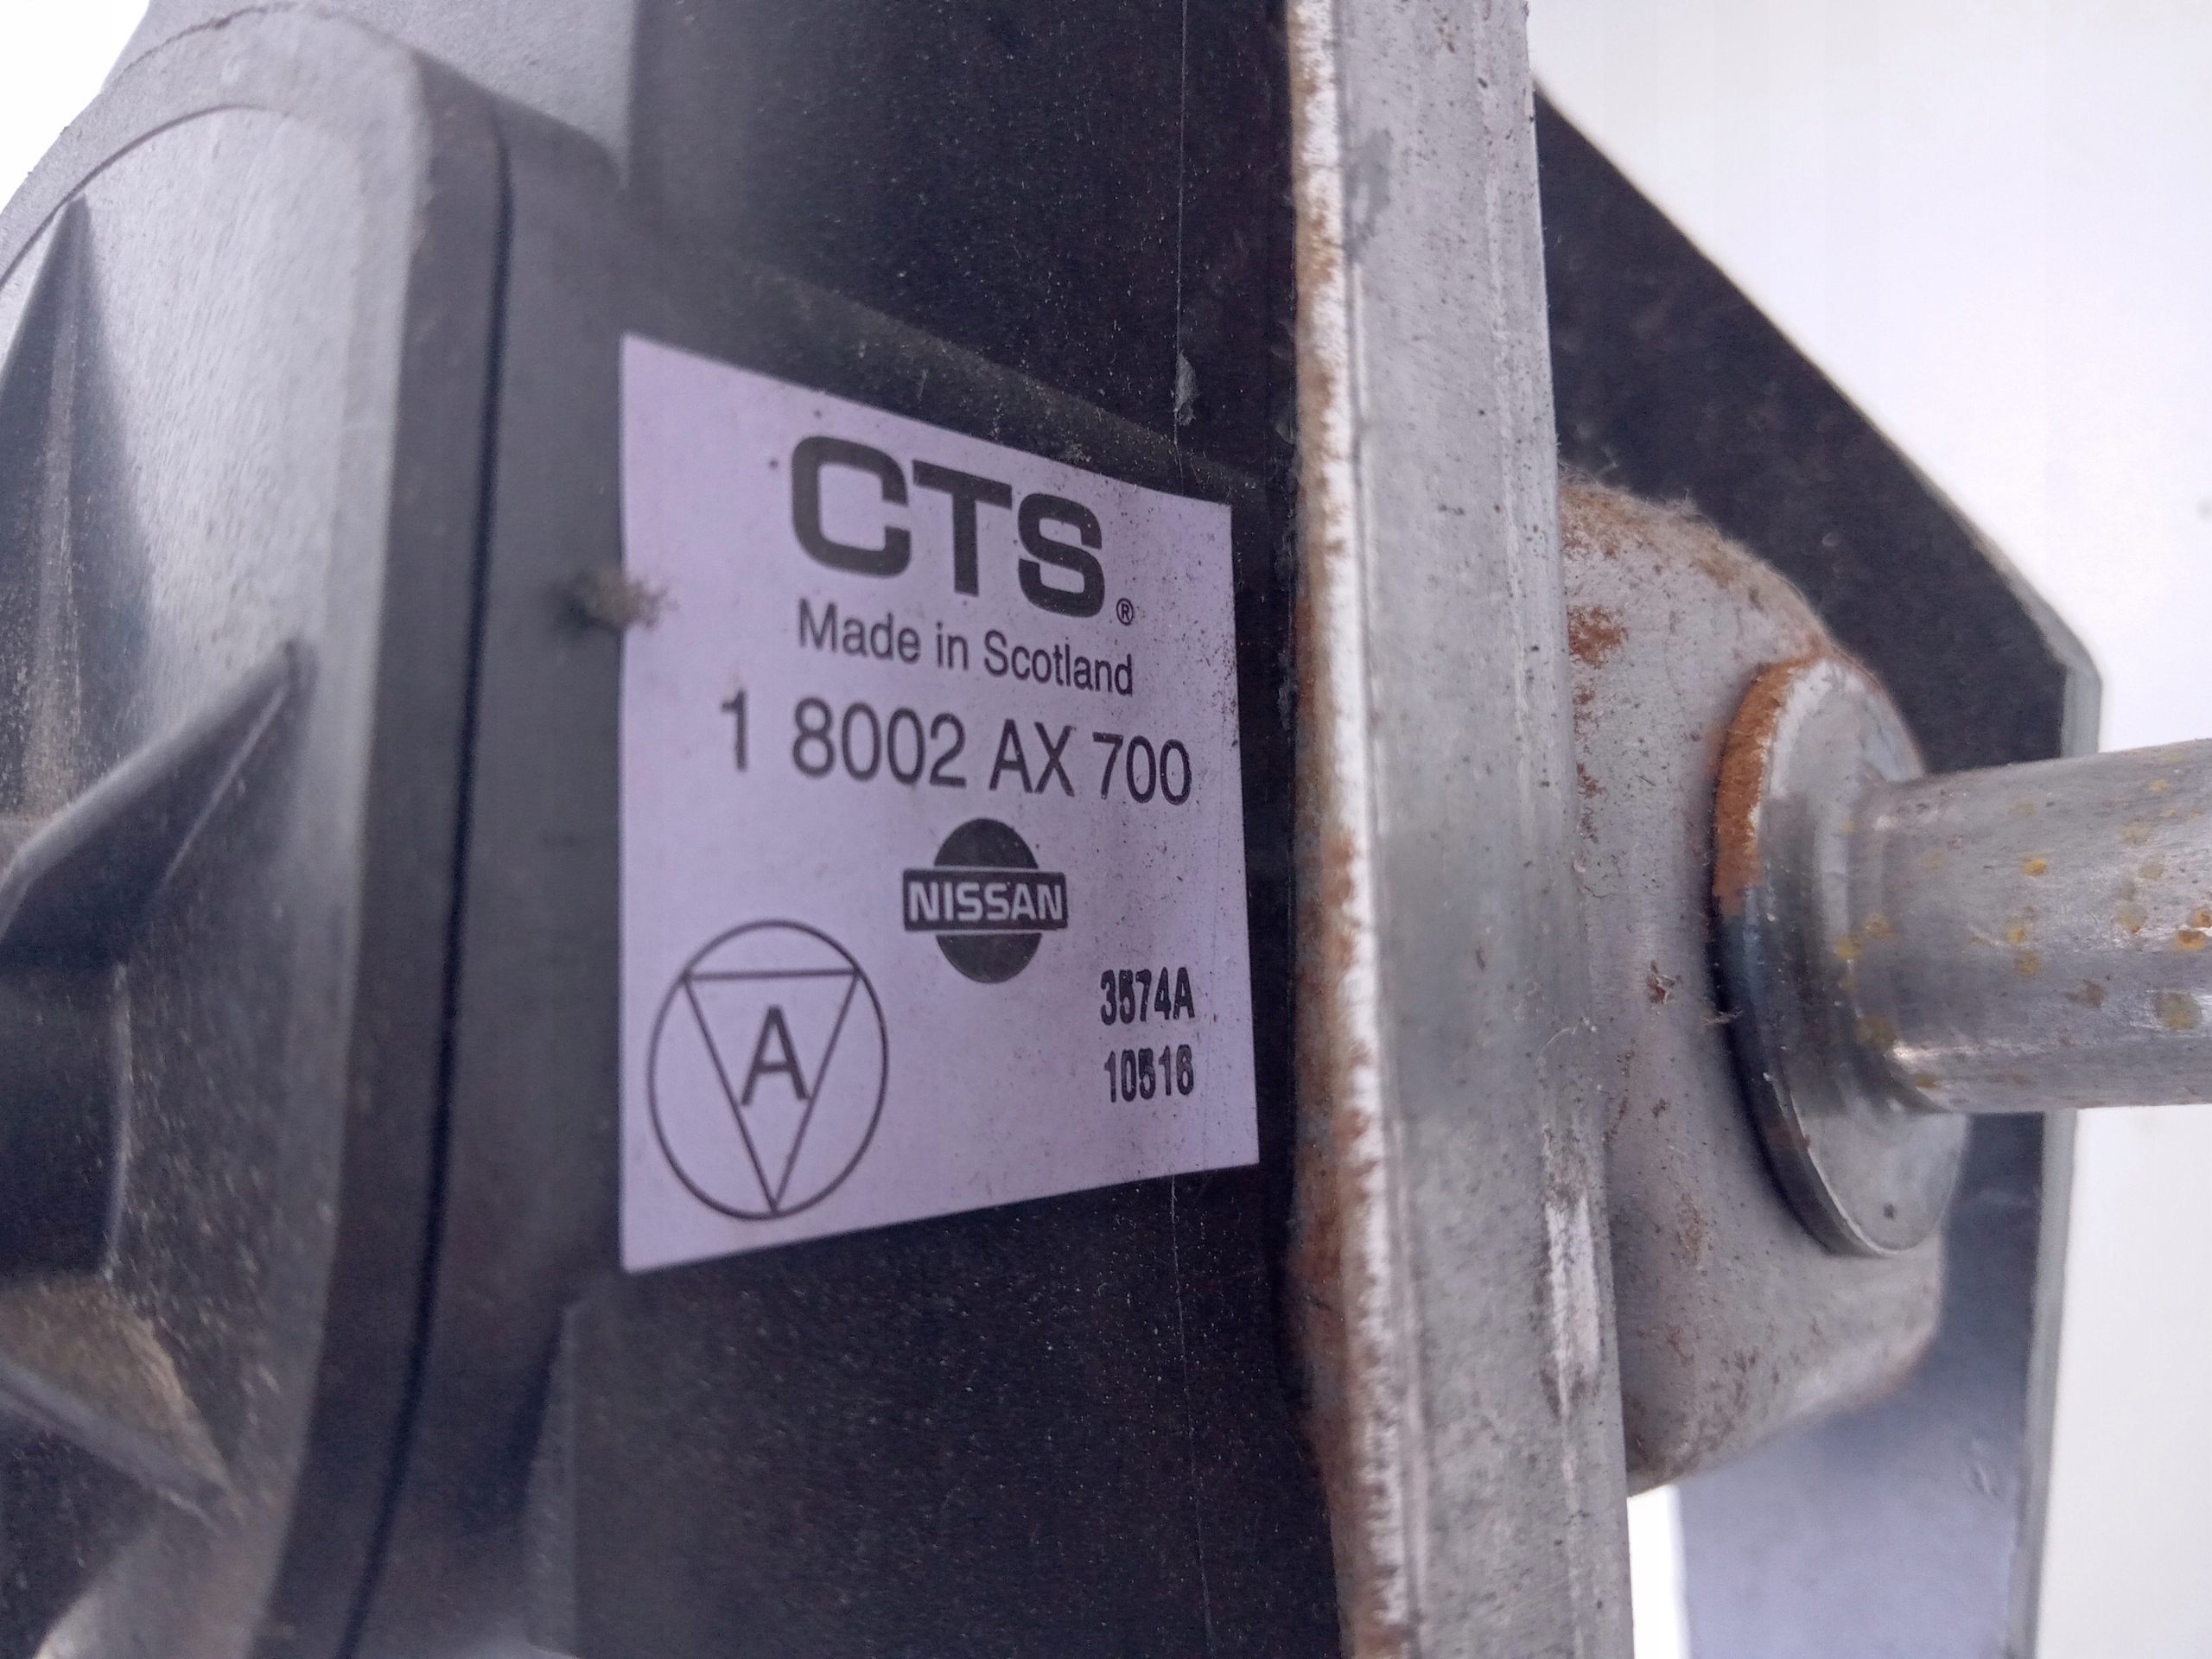 CTS®
Made in Scotland
1 8002 AX 700
NISSAN
A
3574A
10516